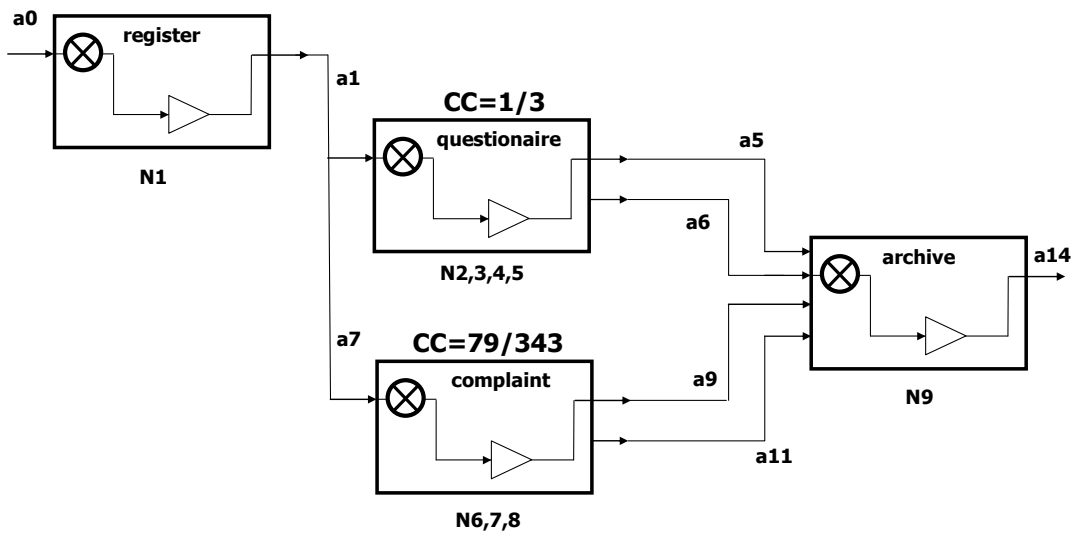 a0
register
a1
N1
CC=1/3
questionaire
a5
a6
N2,3,4,5
archive
a14
N9
a7
CC=79/343
complaint
a9
a11
N6,7,8